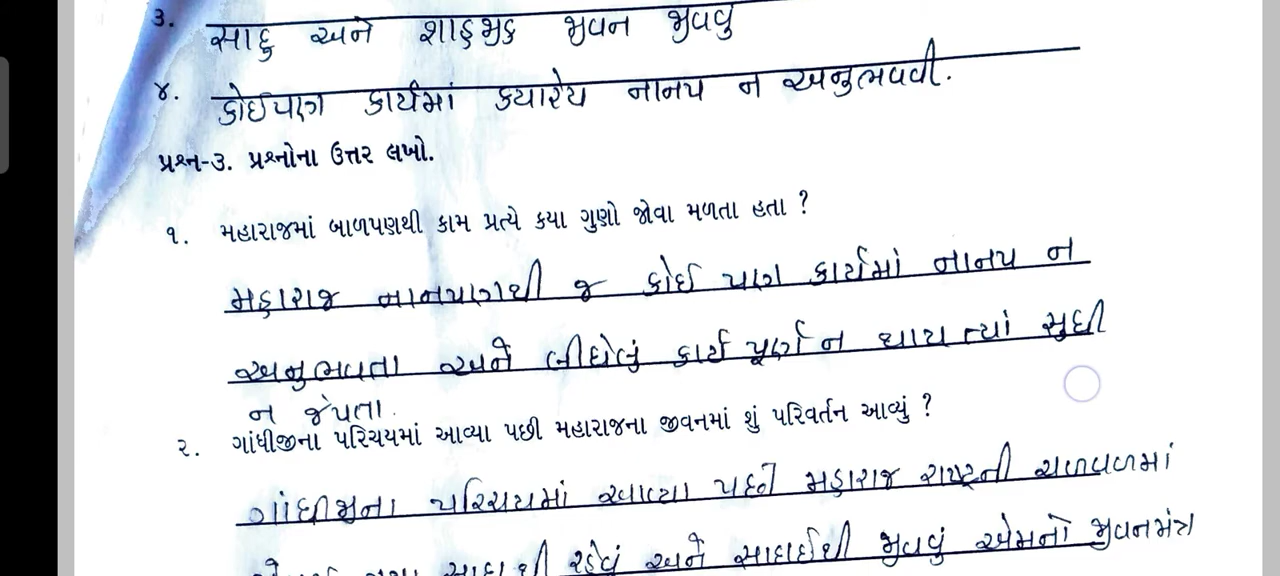 ૩. સાદુ અને શાદમુદ જીવન જીવવું
૪. કોઈપણ કાર્યમાં ક્યારેય નાનપ ન અનુભવવી.
પ્રશ્ન-૩. પ્રશ્નોના ઉત્તર લખો.
૧. મહારાજમાં બાળપણથી કામ પ્રત્યે કયા ગુણો જોવા મળતા હતા ?
મહારાજ નાનપણથી જ કોઈ પણ કાર્યમાં નાનપ ન
અનુભવતા અને લીધેલું કાર્ય પૂર્ણ ન થાય ત્યાં સુધી
ન જંપતા.
૨. ગાંધીજીના પરિચયમાં આવ્યા પછી મહારાજના જીવનમાં શું પરિવર્તન આવ્યું ?
ગાંધીજીના પરિચયમાં આવ્યા પછી મહારાજ રાષ્ટ્રની ચળવળમાં
રહેવું અને સાદાઈથી જીવવું એમનો જીવનમંત્ર